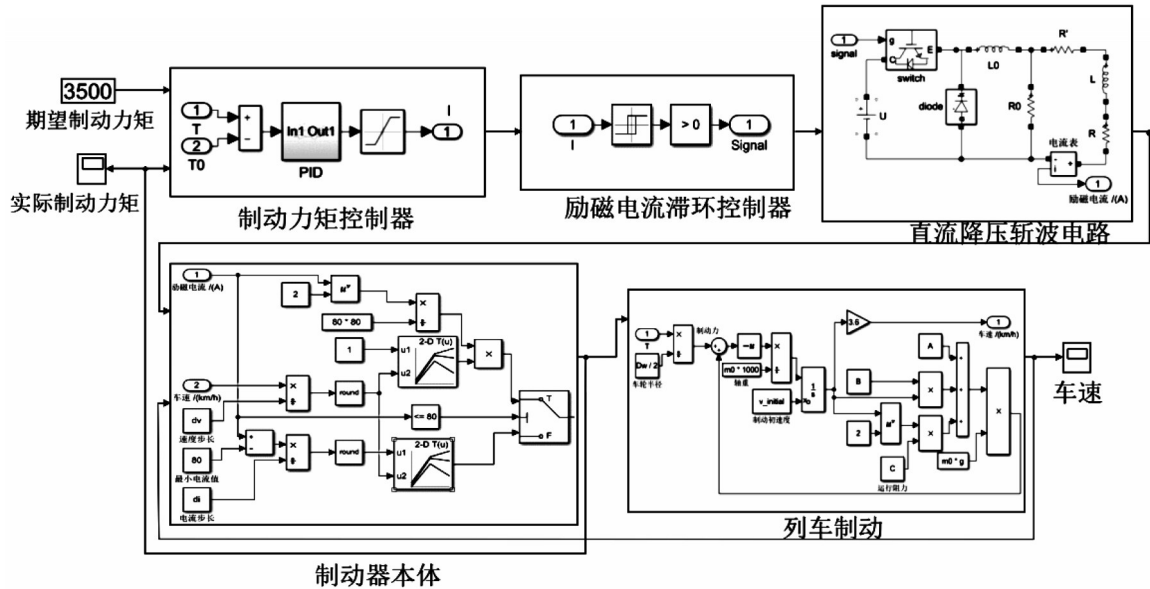 3500
期望制动力矩
实际制动力矩
1
T
2
T0
+
−
In1 Out1
PID
I
1
制动力矩控制器
1
I
> 0
1
Signal
励磁电流滞环控制器
1
signal
g
C
E
switch
U
diode
L0
R0
R'
L
R
电流表
-
i
+
1
励磁电流 /(A)
直流降压斩波电路
1
励磁电流 /(A)
2
u^v
80 * 80
×
÷
1
2-D T(u)
u1
u2
×
2
车速 /(km/h)
dv
速度步长
×
÷
round
<= 80
T
F
80
最小电流值
+
−
×
÷
round
2-D T(u)
u1
u2
di
电流步长
制动器本体
1
T
Dw / 2
车轮半径
×
÷
制动力
-u
m0 * 1000
轴重
×
÷
v_initial
制动初速度
1
s
xo
3.6
1
车速 /(km/h)
A
B
×
2
u^v
C
运行阻力
×
+
+
+
m0 * g
×
列车制动
车速